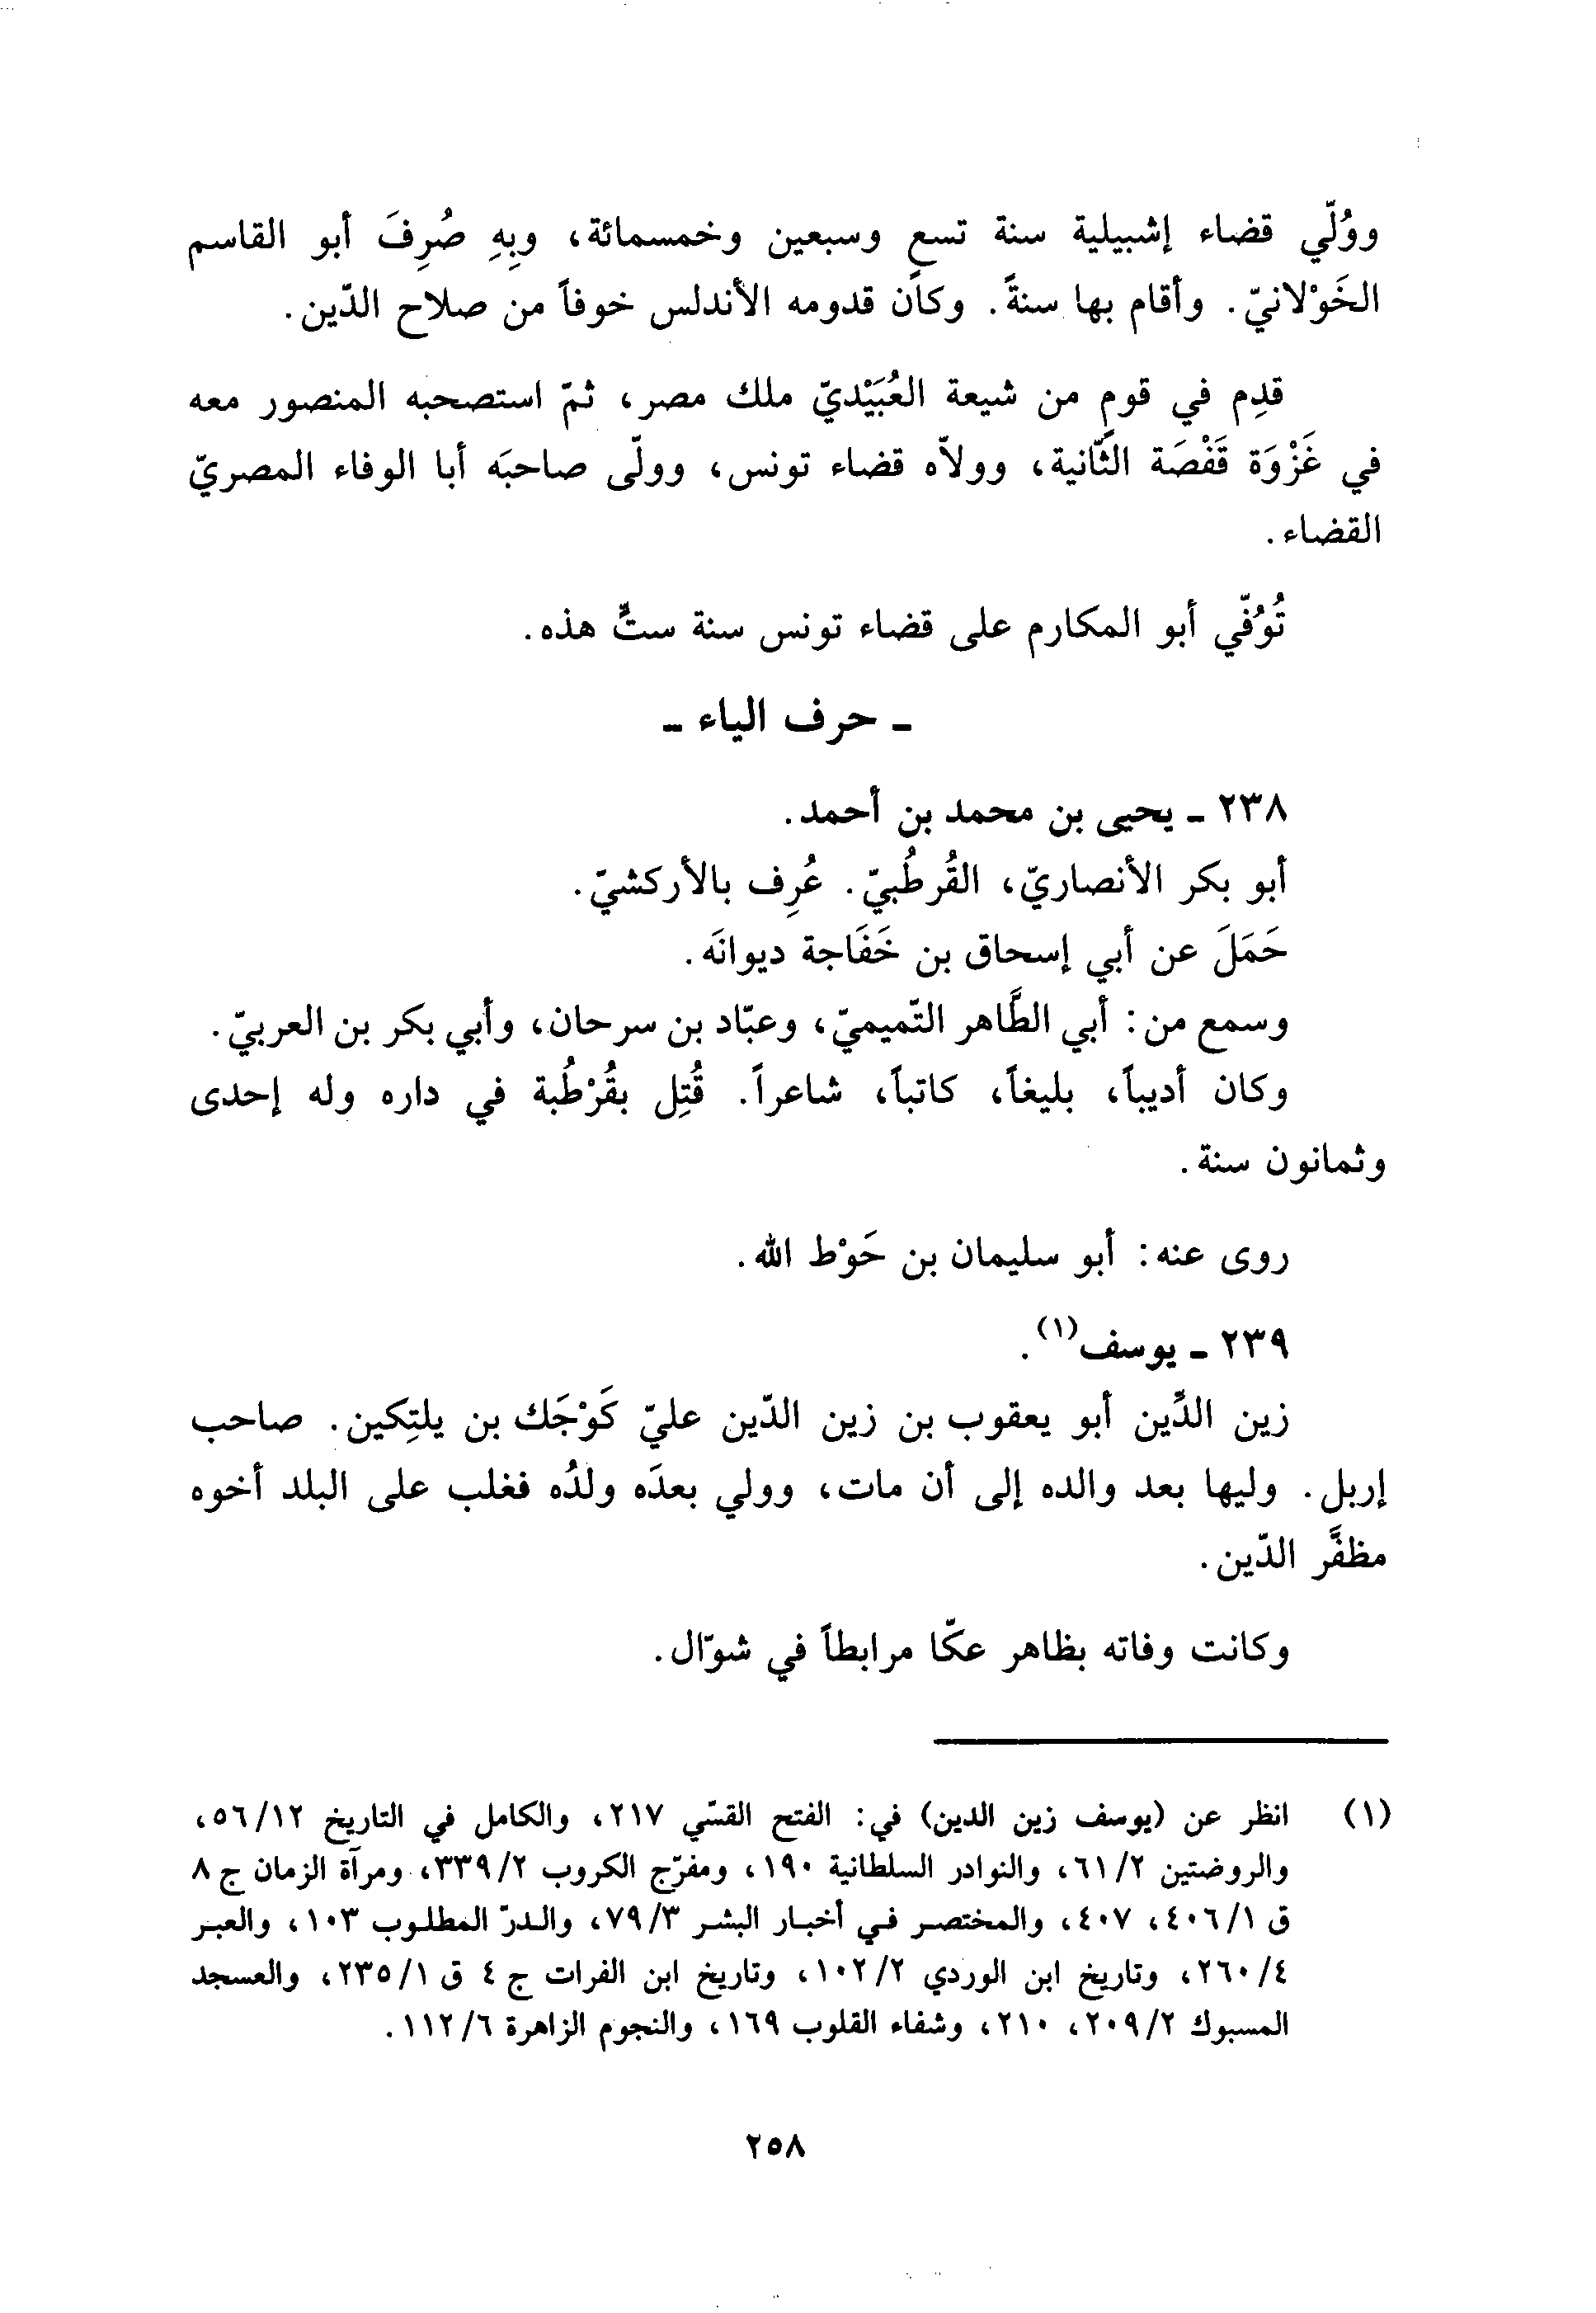 ووُلّي قضاء إشبيلية سنة تسعٍ وسبعين وخمسمائة، وبِهِ صُرِفَ أبو القاسم
الخَوْلانيّ. وأقام بها سنةً. وكان قدومه الأندلس خوفاً من صلاح الدّين.
قدِم في قومٍ من شيعة العُبَيْديّ ملك مصر، ثمّ استصحبه المنصور معه
في غَزْوَة قَفْصَة الثّانية، وولاّه قضاء تونس، وولّى صاحبَه أبا الوفاء المصريّ
القضاء.
تُوُفّي أبو المكارم على قضاء تونس سنة ستٍّ هذه.
ـ حرف الياء ـ
٢٣٨ ـ يحيى بن محمد بن أحمد.
أبو بكر الأنصاريّ، القُرطُبيّ. عُرِف بالأركشيّ.
حَمَلَ عن أبي إسحاق بن خَفَاجة ديوانَه.
وسمع من: أبي الطَّاهر التّميميّ، وعبّاد بن سرحان، وأبي بكر بن العربيّ.
وكان أديباً، بليغاً، كاتباً، شاعراً. قُتِل بقُرْطُبة في داره وله إحدى
وثمانون سنة.
روى عنه: أبو سليمان بن حَوْط الله.
٢٣٩ ـ يوسف(١).
زين الدِّين أبو يعقوب بن زين الدّين عليّ كَوْجَك بن يلتِكين. صاحب
إربل. وليها بعد والده إلى أن مات، وولي بعدَه ولدُه فغلب على البلد أخوه
مظفَّر الدّين.
وكانت وفاته بظاهر عكّا مرابطاً في شوّال.
(١) انظر عن (يوسف زين الدين) في: الفتح القسّي ٢١٧، والكامل في التاريخ ٥٦/١٢،
والروضتين ٦١/٢، والنوادر السلطانية ١٩٠، ومفرّج الكروب ٣٣٩/٢، ومرآة الزمان ج ٨
ق ٤٠٦/١، ٤٠٧، والمختصر في أخبار البشر ٧٩/٣، والدرّ المطلوب ١٠٣، والعبر
٢٦٠/٤، وتاريخ ابن الوردي ١٠٢/٢، وتاريخ ابن الفرات ج ٤ ق ٢٣٥/١، والعسجد
المسبوك ٢٠٩/٢، ٢١٠، وشفاء القلوب ١٦٩، والنجوم الزاهرة ١١٢/٦.
٢٥٨